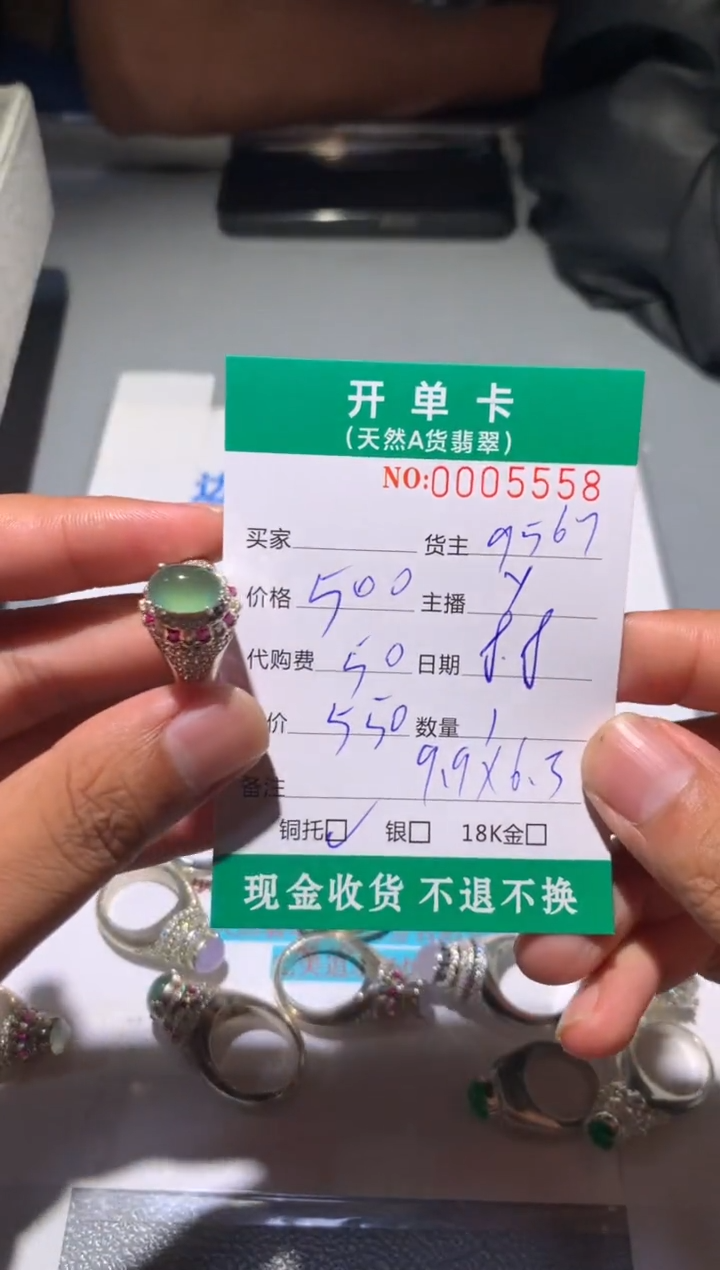 开单卡
(天然A货翡翠)
NO:0005558
买家 货主 9567
价格 500 主播 y
代购费 50 日期 8.8
价 550 数量 1
备注 9.9X6.3
铜托☑ 银□ 18K金□
现金收货 不退不换